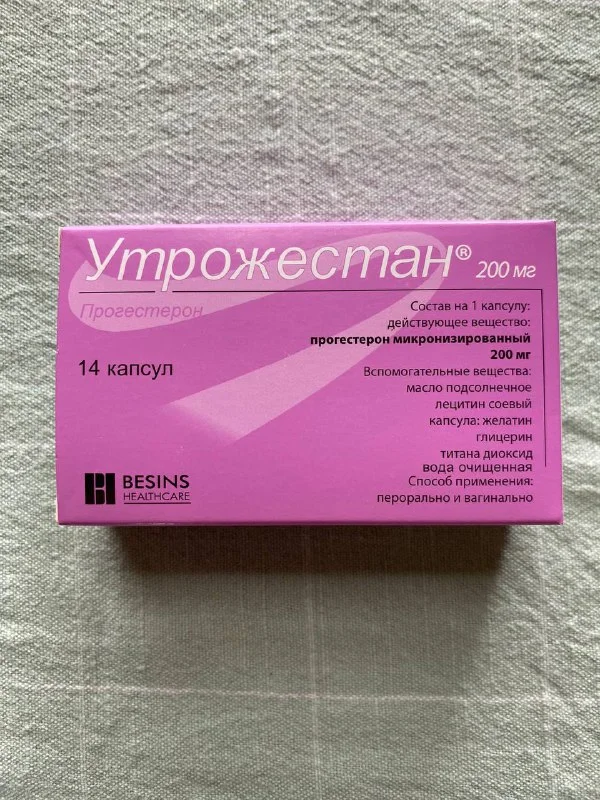 Утрожестан® 200 мг
Прогестерон
14 капсул
Состав на 1 капсулу:
действующее вещество:
прогестерон микронизированный
200 мг
Вспомогательные вещества:
масло подсолнечное
лецитин соевый
капсула: желатин
глицерин
титана диоксид
вода очищенная
Способ применения:
перорально и вагинально
BESINS
HEALTHCARE